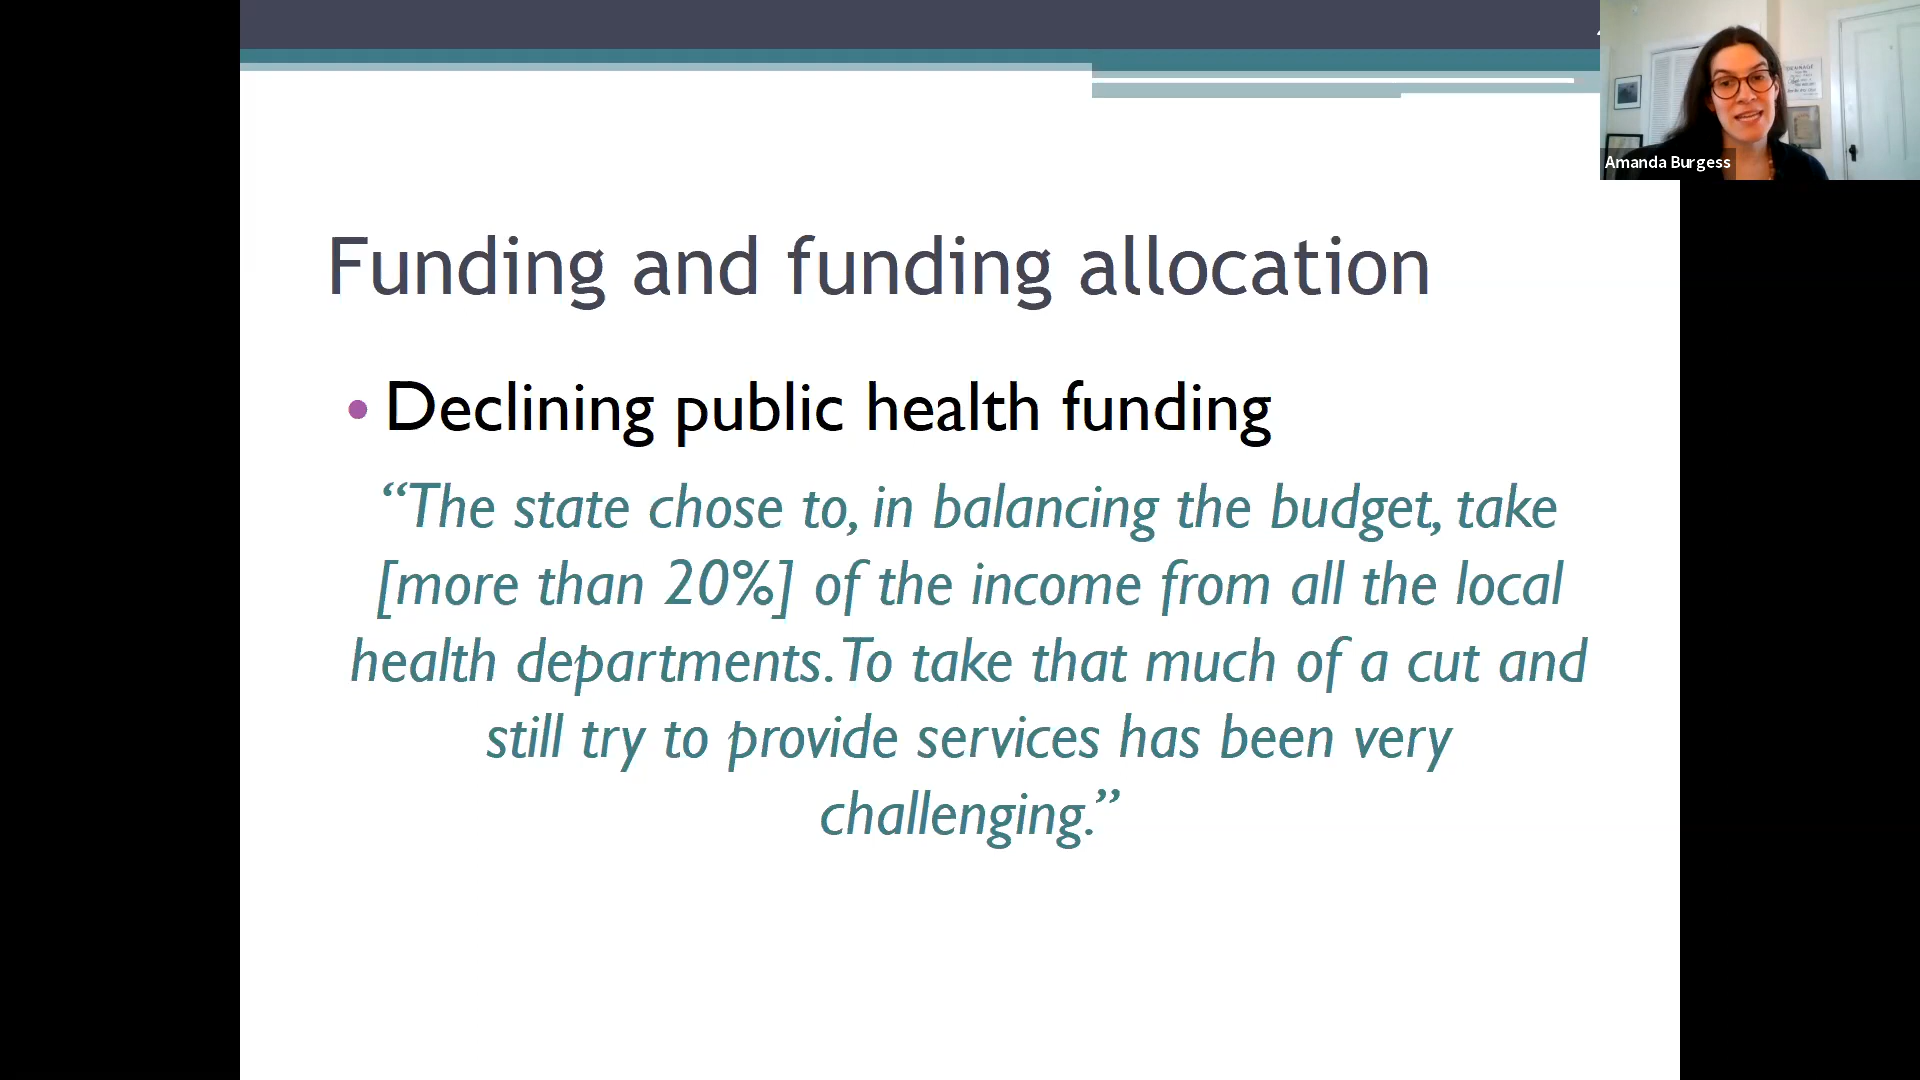 Amanda Burgess
Funding and funding allocation
• Declining public health funding
“The state chose to, in balancing the budget, take
[more than 20%] of the income from all the local
health departments. To take that much of a cut and
still try to provide services has been very
challenging.”